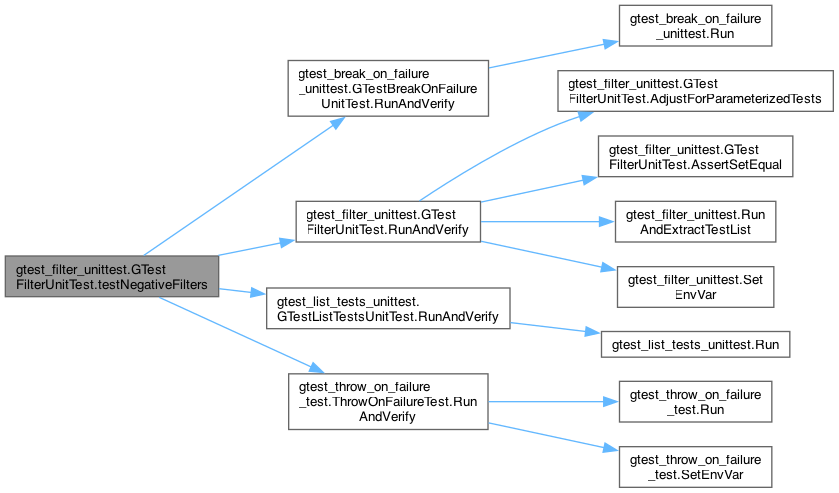 gtest_break_on_failure
_unittest.Run
gtest_break_on_failure
_unittest.GTestBreakOnFailure
UnitTest.RunAndVerify
gtest_filter_unittest.GTest
FilterUnitTest.AdjustForParameterizedTests
gtest_filter_unittest.GTest
FilterUnitTest.AssertSetEqual
gtest_filter_unittest.GTest
FilterUnitTest.RunAndVerify
gtest_filter_unittest.Run
AndExtractTestList
gtest_filter_unittest.GTest
FilterUnitTest.testNegativeFilters
gtest_filter_unittest.Set
EnvVar
gtest_list_tests_unittest.
GTestListTestsUnitTest.RunAndVerify
gtest_list_tests_unittest.Run
gtest_throw_on_failure
_test.ThrowOnFailureTest.Run
AndVerify
gtest_throw_on_failure
_test.Run
gtest_throw_on_failure
_test.SetEnvVar